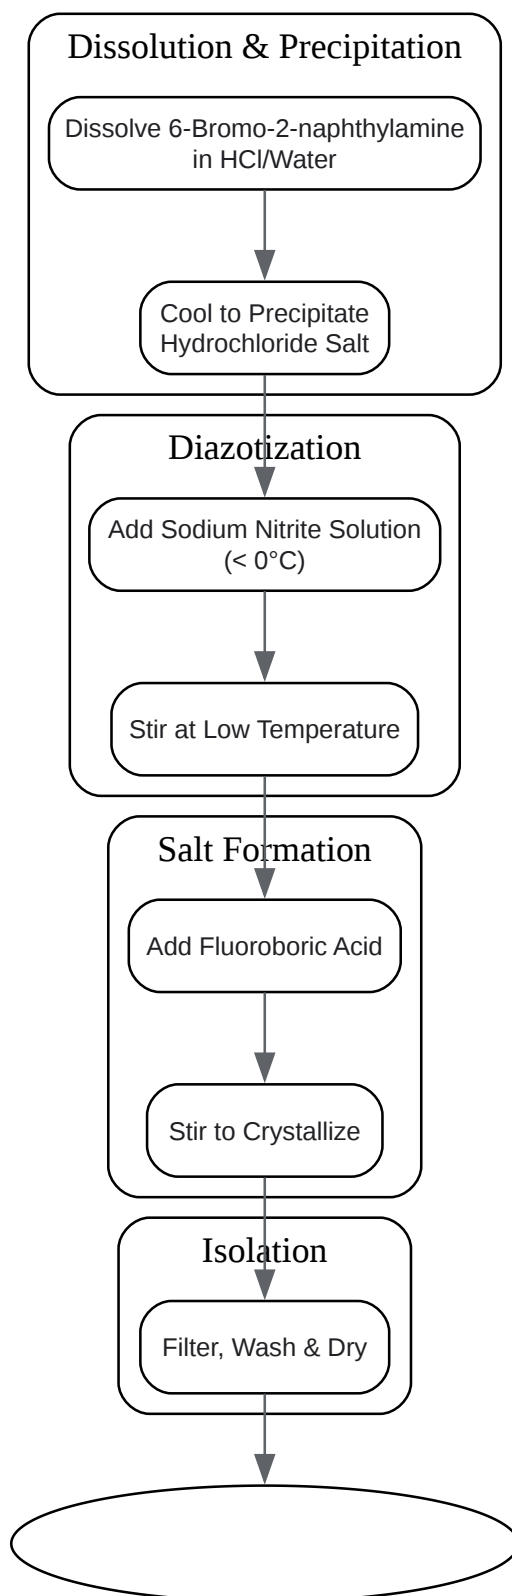 Dissolution & Precipitation
Dissolve 6-Bromo-2-naphthylamine
in HCl/Water
Cool to Precipitate
Hydrochloride Salt
Diazotization
Add Sodium Nitrite Solution
(< 0°C)
Stir at Low Temperature
Salt Formation
Add Fluoroboric Acid
Stir to Crystallize
Isolation
Filter, Wash & Dry